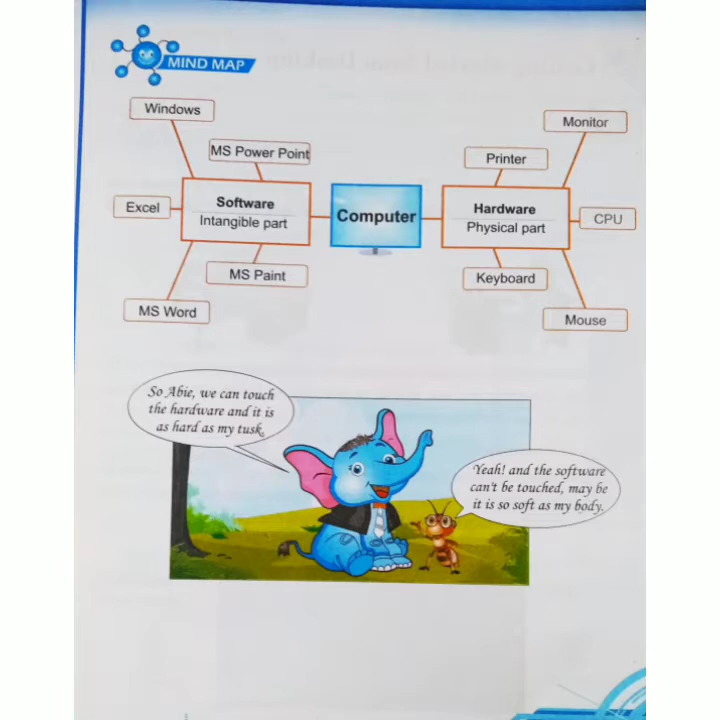 MIND MAP
Windows
Monitor
MS Power Point
Printer
Software
Intangible part
Excel
Computer
Hardware
Physical part
CPU
MS Paint
Keyboard
MS Word
Mouse
So Abie, we can touch
the hardware and it is
as hard as my tusk.
Yeah! and the software
can't be touched, may be
it is so soft as my body.